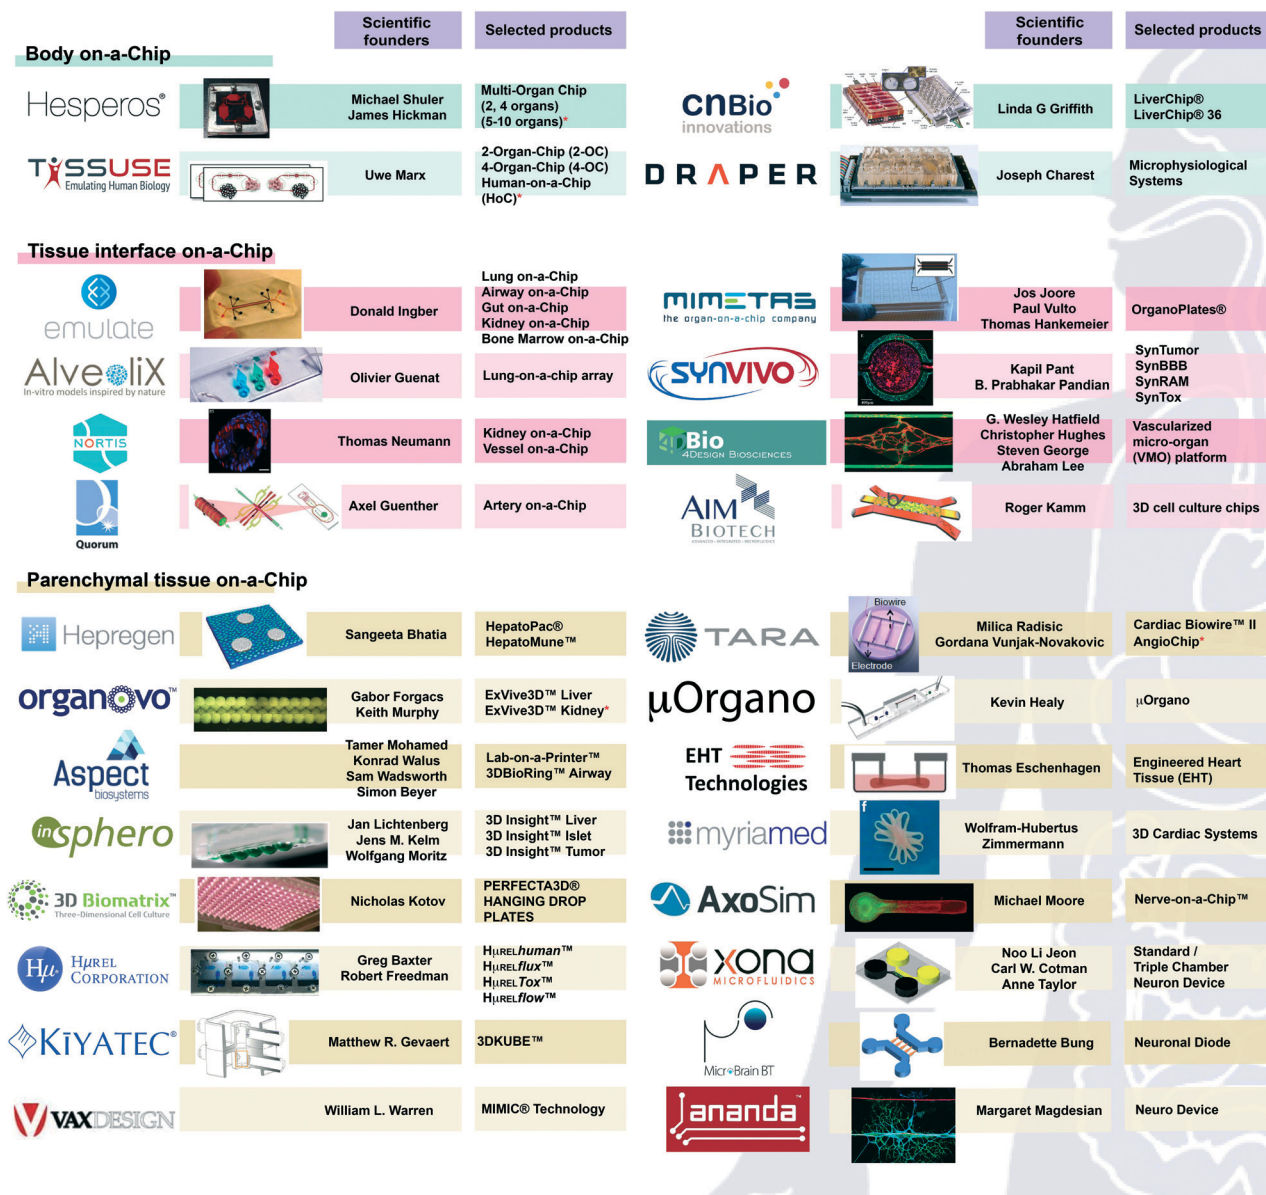 Scientific
founders
Selected products
Scientific
founders
Selected products
Body on-a-Chip
Hesperos®
Michael Shuler
James Hickman
Multi-Organ Chip
(2, 4 organs)
(5-10 organs)*
TISSUSE
Emulating Human Biology
Uwe Marx
2-Organ-Chip (2-OC)
4-Organ-Chip (4-OC)
Human-on-a-Chip
(HoC)*
cnBio
innovations
Linda G Griffith
LiverChip®
LiverChip® 36
DRAPER
Joseph Charest
Microphysiological
Systems
Tissue interface on-a-Chip
emulate
Donald Ingber
Lung on-a-Chip
Airway on-a-Chip
Gut on-a-Chip
Kidney on-a-Chip
Bone Marrow on-a-Chip
AlveoliX
In-vitro models inspired by nature
Olivier Guenat
Lung-on-a-chip array
NORTIS
Thomas Neumann
Kidney on-a-Chip
Vessel on-a-Chip
Quorum
Axel Guenther
Artery on-a-Chip
MIMETAS
the organ-on-a-chip company
Jos Joore
Paul Vulto
Thomas Hankemeier
OrganoPlates®
SYNVIVO
Kapil Pant
B. Prabhakar Pandian
SynTumor
SynBBB
SynRAM
SynTox
4DBio
4DESIGN BIOSCIENCES
G. Wesley Hatfield
Christopher Hughes
Steven George
Abraham Lee
Vascularized
micro-organ
(VMO) platform
AIM
BIOTECH
ADVANCED · INTEGRATED · MICROFLUIDICS
Roger Kamm
3D cell culture chips
Parenchymal tissue on-a-Chip
Hepregen
Sangeeta Bhatia
HepatoPac®
HepatoMune™
organovo™
Gabor Forgacs
Keith Murphy
ExVive3D™ Liver
ExVive3D™ Kidney*
Aspect
biosystems
Tamer Mohamed
Konrad Walus
Sam Wadsworth
Simon Beyer
Lab-on-a-Printer™
3DBioRing™ Airway
insphero
Jan Lichtenberg
Jens M. Kelm
Wolfgang Moritz
3D Insight™ Liver
3D Insight™ Islet
3D Insight™ Tumor
3D Biomatrix™
Three-Dimensional Cell Culture
Nicholas Kotov
PERFECTA3D®
HANGING DROP
PLATES
Hμ
HμREL
CORPORATION
Greg Baxter
Robert Freedman
HμRELhuman™
HμRELflux™
HμRELTox™
HμRELflow™
KIYATEC®
Matthew R. Gevaert
3DKUBE™
VAXDESIGN
William L. Warren
MIMIC® Technology
TARA
Biowire
Electrode
Milica Radisic
Gordana Vunjak-Novakovic
Cardiac Biowire™ II
AngioChip*
μOrgano
Kevin Healy
μOrgano
EHT
Technologies
Thomas Eschenhagen
Engineered Heart
Tissue (EHT)
myriamed
f
Wolfram-Hubertus
Zimmermann
3D Cardiac Systems
AxoSim
Michael Moore
Nerve-on-a-Chip™
xona
MICROFLUIDICS
Noo Li Jeon
Carl W. Cotman
Anne Taylor
Standard /
Triple Chamber
Neuron Device
MicroBrain BT
Bernadette Bung
Neuronal Diode
ananda™
Margaret Magdesian
Neuro Device